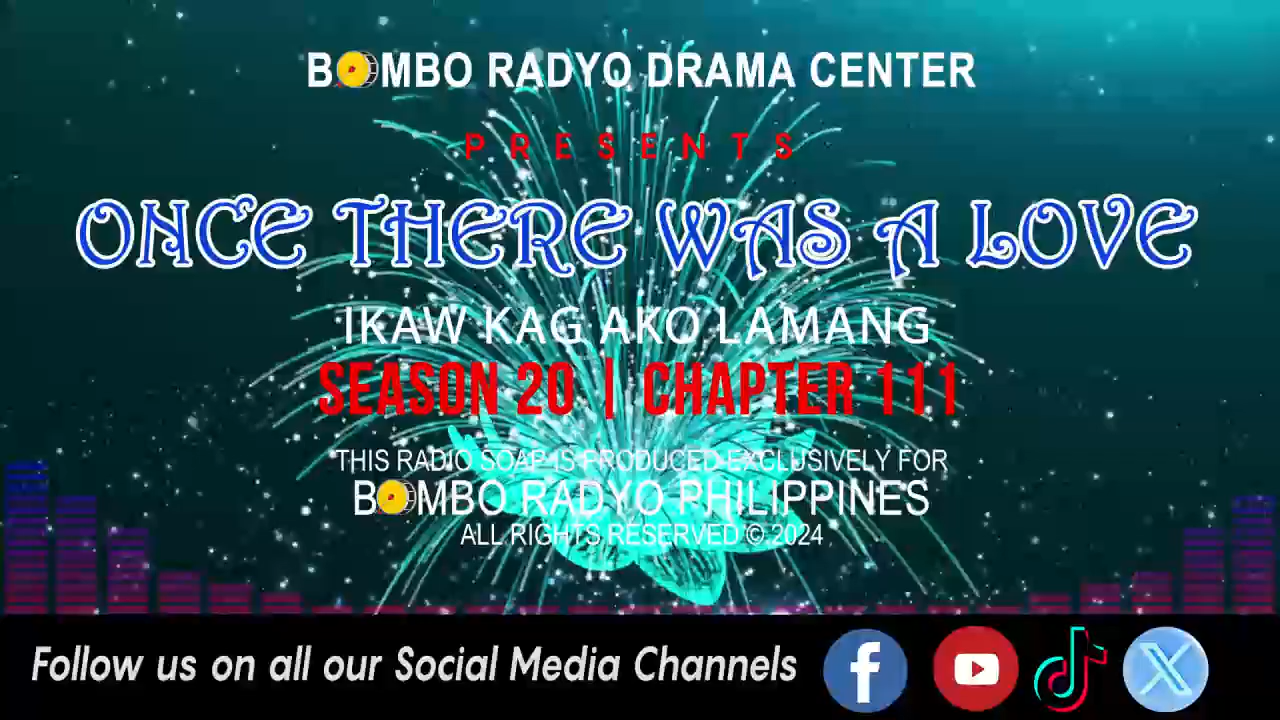 BOMBO RADYO DRAMA CENTER
PRESENTS
ONCE THERE WAS A LOVE
IKAW KAG AKO LAMANG
SEASON 20 | CHAPTER 111
THIS RADIO SOAP IS PRODUCED EXCLUSIVELY FOR
BOMBO RADYO PHILIPPINES
ALL RIGHTS RESERVED © 2024
Follow us on all our Social Media Channels